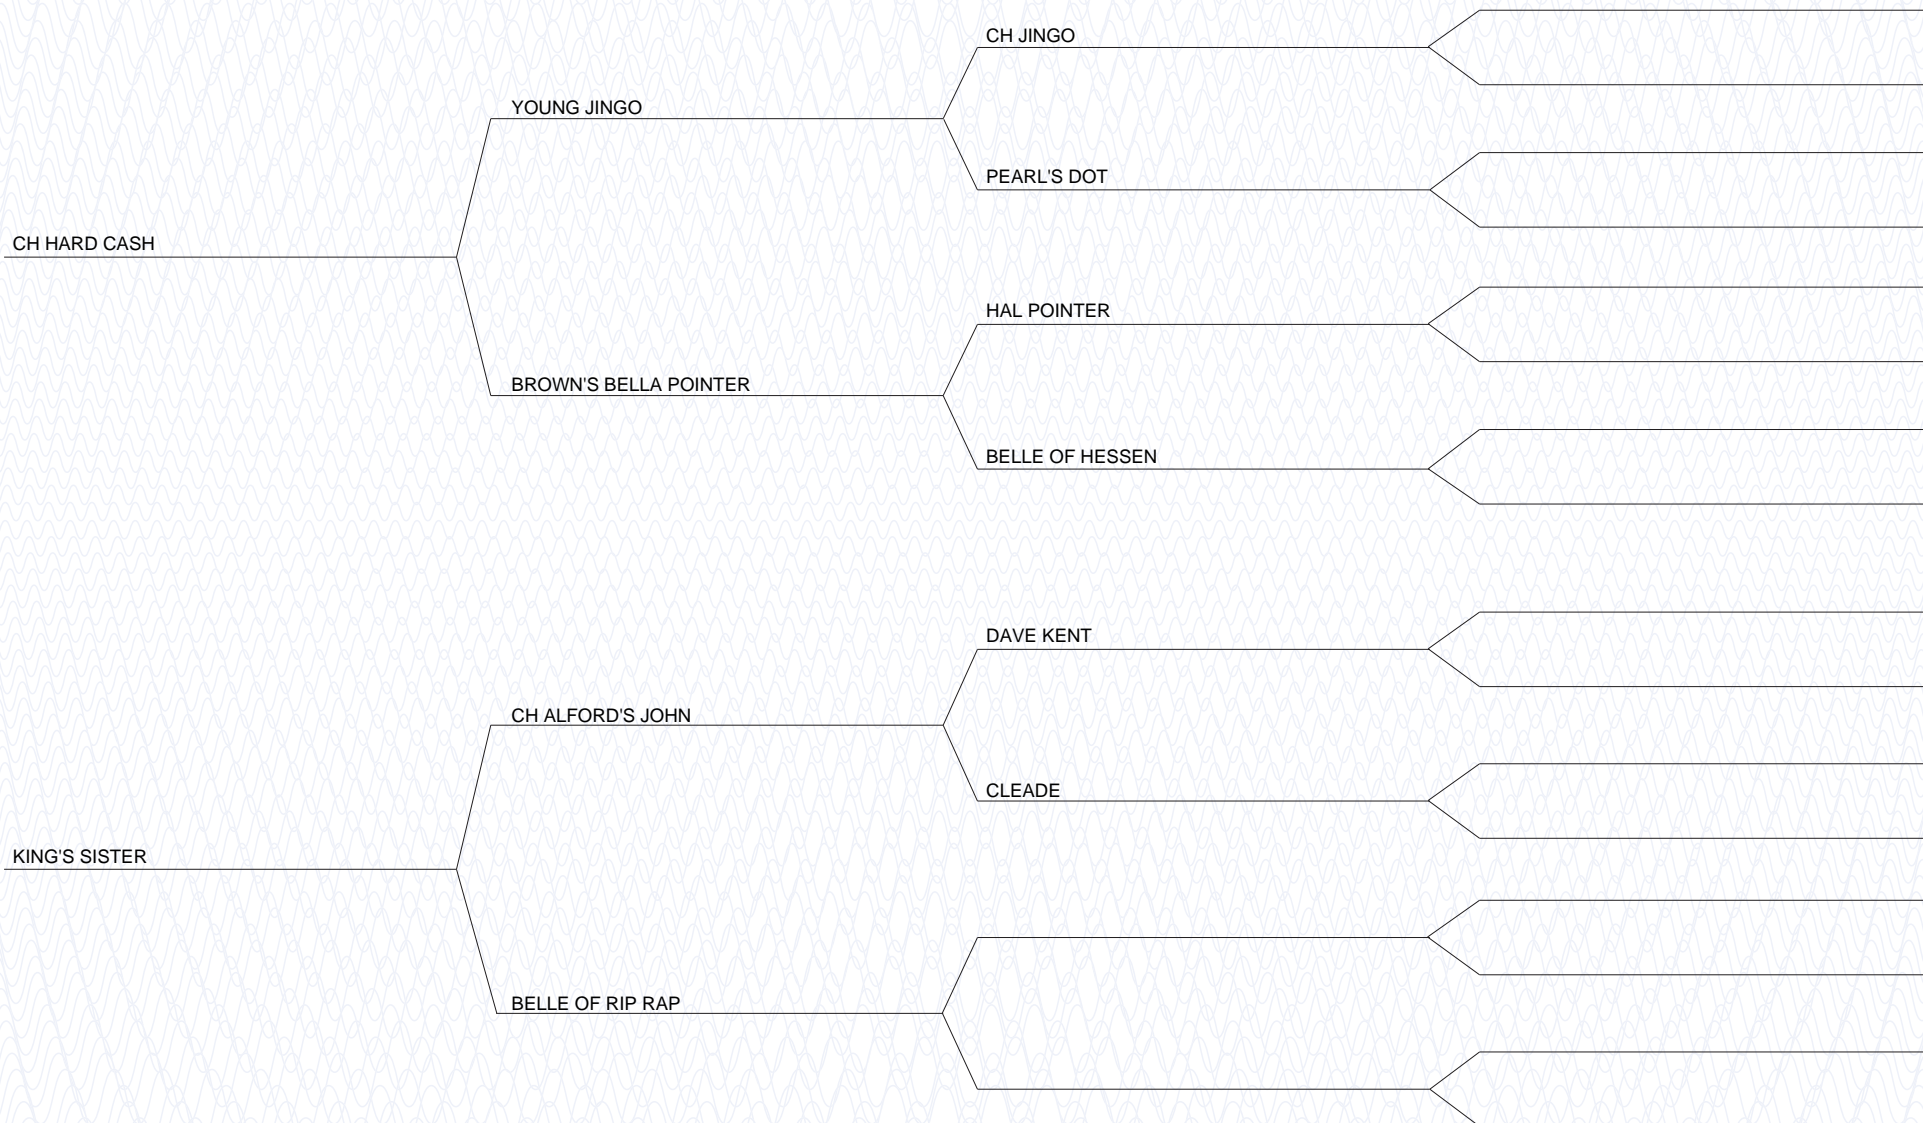 CH JINGO
YOUNG JINGO
PEARL'S DOT
CH HARD CASH
HAL POINTER
BROWN'S BELLA POINTER
BELLE OF HESSEN
DAVE KENT
CH ALFORD'S JOHN
CLEADE
KING'S SISTER
BELLE OF RIP RAP